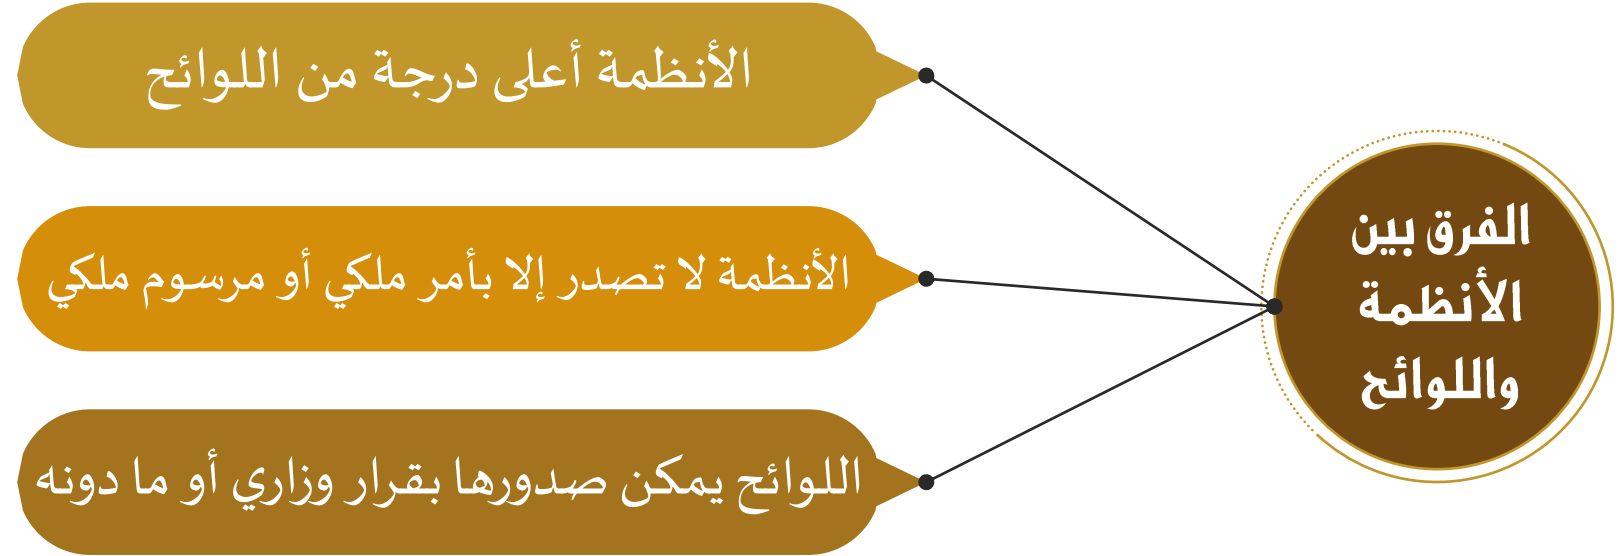 الفرق بين
الأنظمة
واللوائح
الأنظمة أعلى درجة من اللوائح
الأنظمة لا تصدر إلا بأمر ملكي أو مرسوم ملكي
اللوائح يمكن صدورها بقرار وزاري أو ما دونه